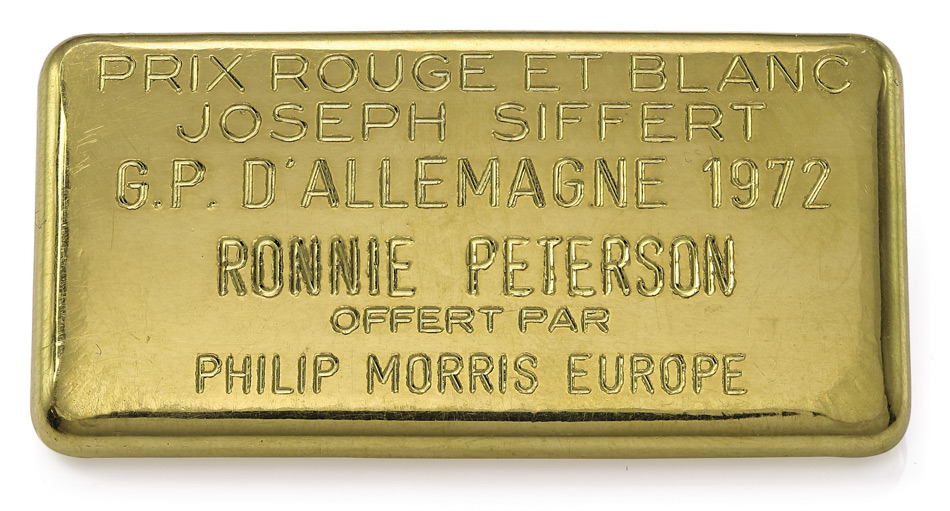 PRIX ROUGE ET BLANC
JOSEPH SIFFERT
G.P. D'ALLEMAGNE 1972
RONNIE PETERSON
OFFERT PAR
PHILIP MORRIS EUROPE